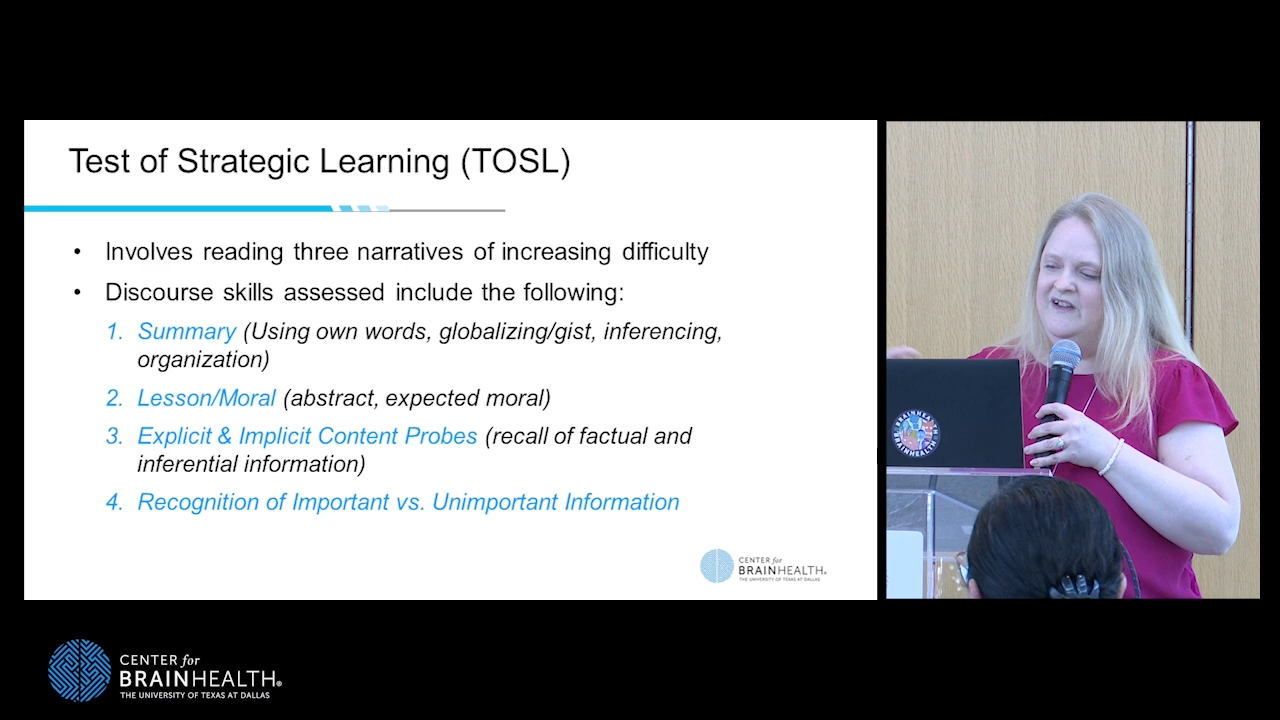 Test of Strategic Learning (TOSL)
• Involves reading three narratives of increasing difficulty
• Discourse skills assessed include the following:
1. Summary (Using own words, globalizing/gist, inferencing,
organization)
2. Lesson/Moral (abstract, expected moral)
3. Explicit & Implicit Content Probes (recall of factual and
inferential information)
4. Recognition of Important vs. Unimportant Information
CENTER for
BRAINHEALTH®
THE UNIVERSITY OF TEXAS AT DALLAS
BRAINHEALTH
BRAINHEALTH
CENTER for
BRAINHEALTH®
THE UNIVERSITY OF TEXAS AT DALLAS